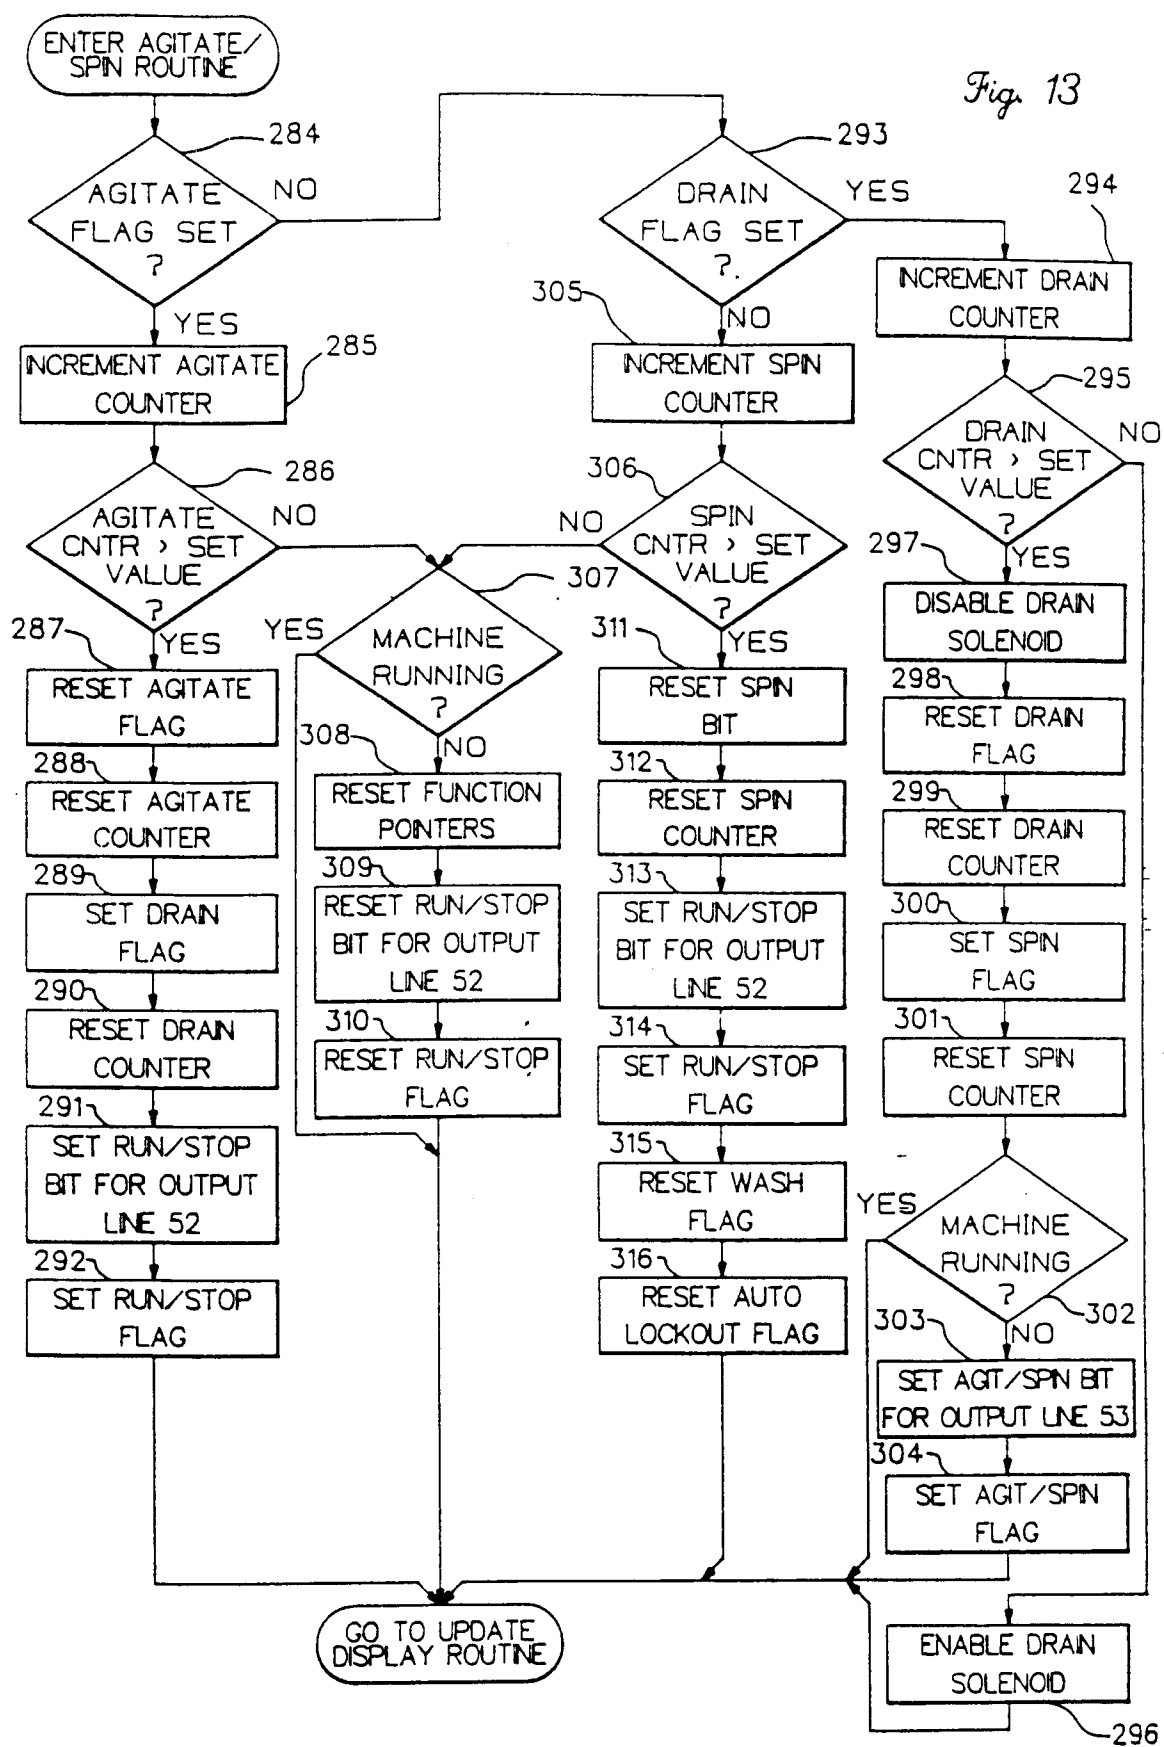 ENTER AGITATE/
SPIN ROUTINE
Fig. 13
284
AGITATE
FLAG SET
?
NO
YES
285
INCREMENT AGITATE
COUNTER
286
AGITATE
CNTR > SET
VALUE
?
NO
YES
287
RESET AGITATE
FLAG
288
RESET AGITATE
COUNTER
289
SET DRAIN
FLAG
290
RESET DRAIN
COUNTER
291
SET RUN/STOP
BIT FOR OUTPUT
LINE 52
292
SET RUN/STOP
FLAG
307
YES
MACHINE
RUNNING
?
NO
308
RESET FUNCTION
POINTERS
309
RESET RUN/STOP
BIT FOR OUTPUT
LINE 52
310
RESET RUN/STOP
FLAG
GO TO UPDATE
DISPLAY ROUTINE
293
DRAIN
FLAG SET
?
YES
NO
305
INCREMENT SPIN
COUNTER
306
NO
SPIN
CNTR > SET
VALUE
?
YES
311
RESET SPIN
BIT
312
RESET SPIN
COUNTER
313
SET RUN/STOP
BIT FOR OUTPUT
LINE 52
314
SET RUN/STOP
FLAG
315
RESET WASH
FLAG
316
RESET AUTO
LOCKOUT FLAG
294
INCREMENT DRAIN
COUNTER
295
DRAIN
CNTR > SET
VALUE
?
NO
YES
297
DISABLE DRAIN
SOLENOID
298
RESET DRAIN
FLAG
299
RESET DRAIN
COUNTER
300
SET SPIN
FLAG
301
RESET SPIN
COUNTER
YES
MACHINE
RUNNING
?
302
NO
303
SET AGIT/SPIN BIT
FOR OUTPUT LINE 53
304
SET AGIT/SPIN
FLAG
ENABLE DRAIN
SOLENOID
296